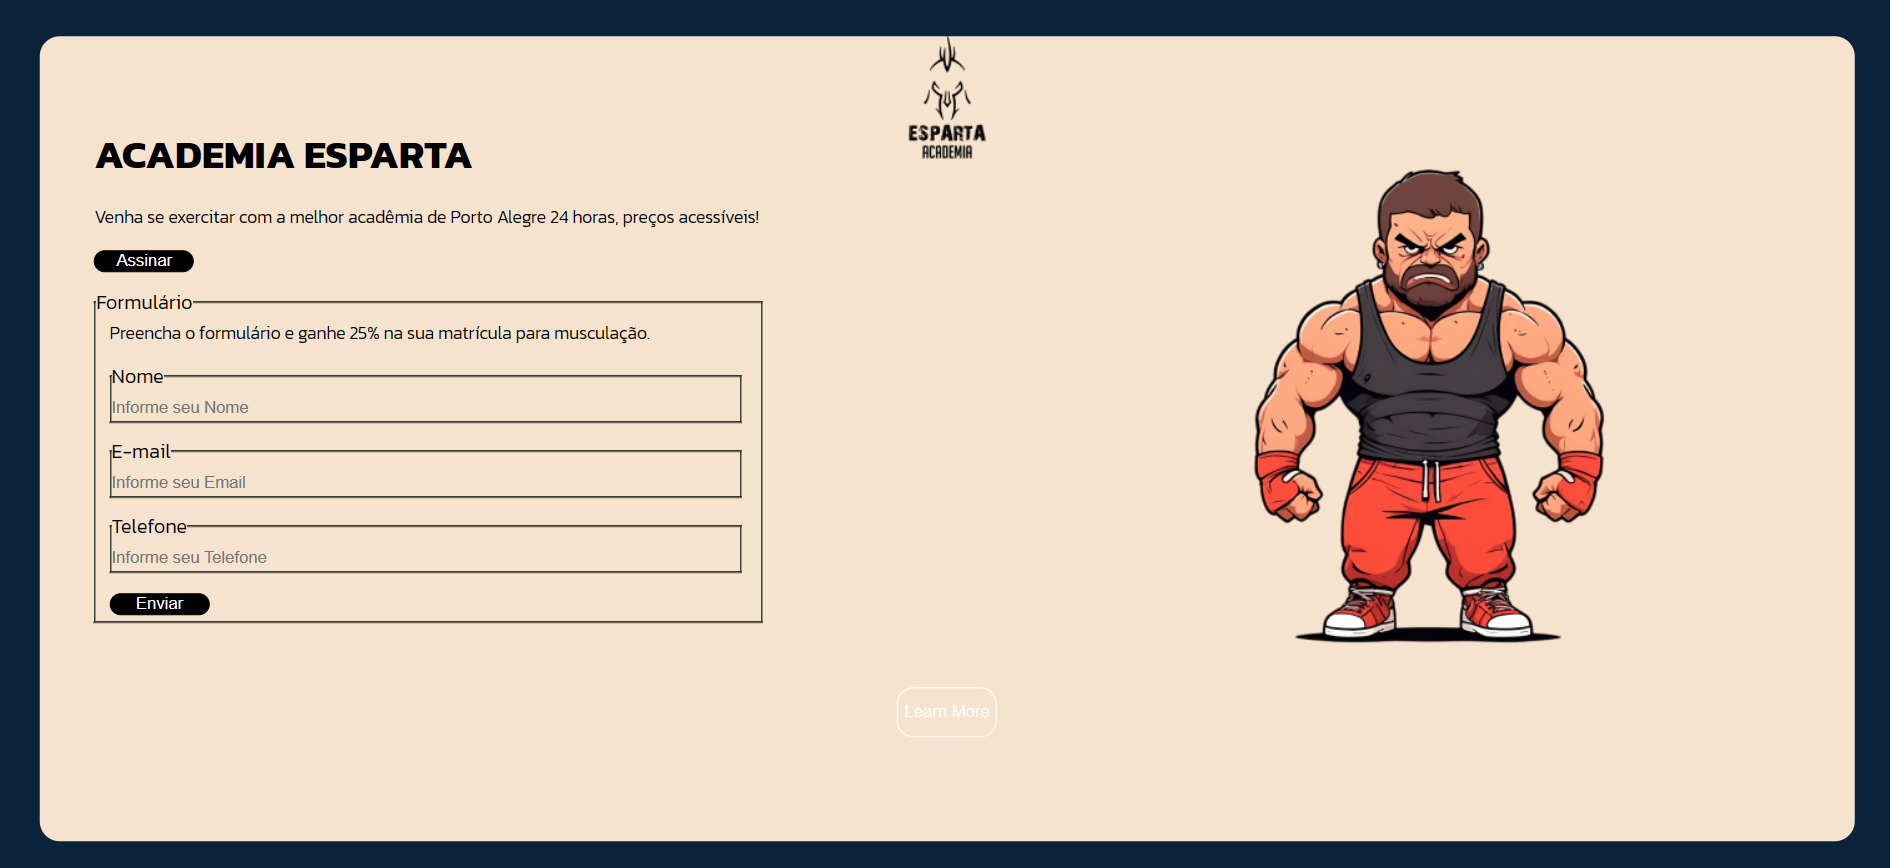 ESPARTA
ACADEMIA
ACADEMIA ESPARTA
Venha se exercitar com a melhor acadêmia de Porto Alegre 24 horas, preços acessíveis!
Assinar
Formulário
Preencha o formulário e ganhe 25% na sua matrícula para musculação.
Nome
Informe seu Nome
E-mail
Informe seu Email
Telefone
Informe seu Telefone
Enviar
Learn More